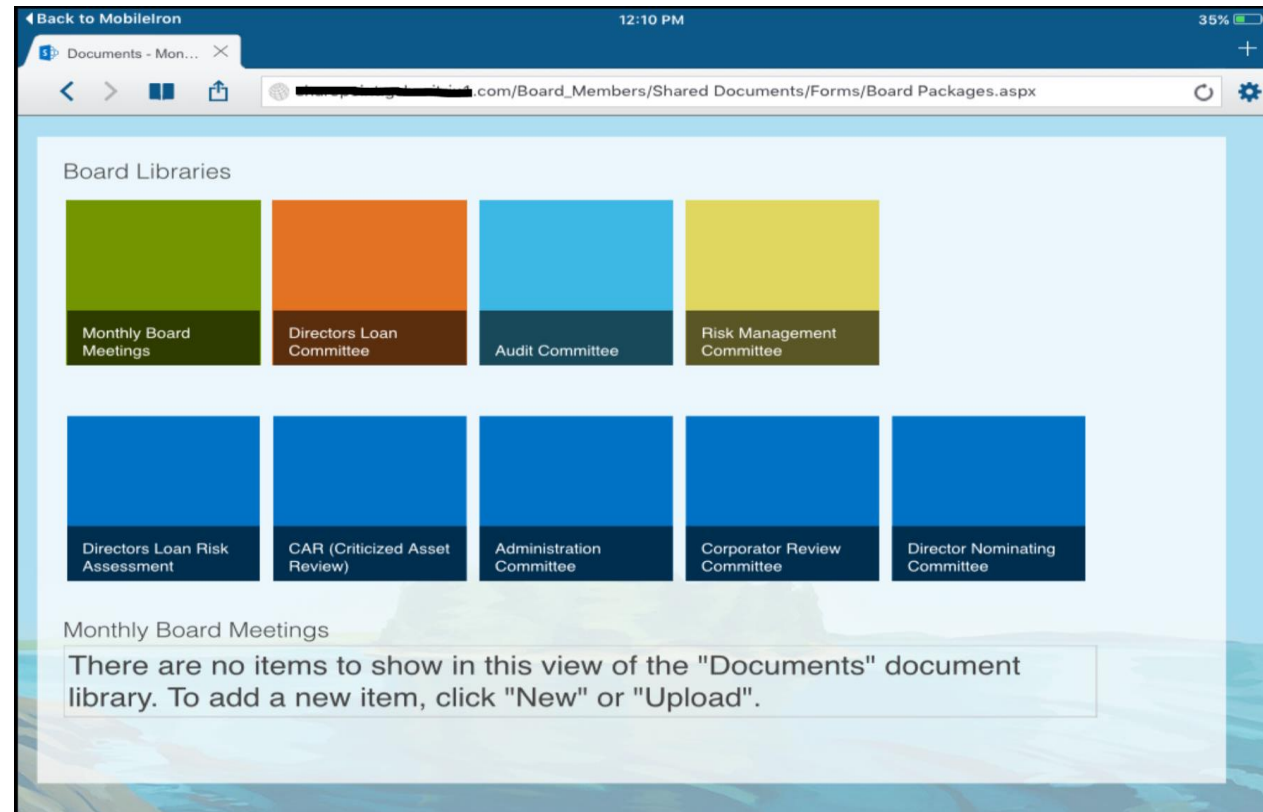 Back to MobileIron
12:10 PM
35%
Documents - Mon...
.com/Board_Members/Shared Documents/Forms/Board Packages.aspx
Board Libraries
Monthly Board
Meetings
Directors Loan
Committee
Audit Committee
Risk Management
Committee
Directors Loan Risk
Assessment
CAR (Criticized Asset
Review)
Administration
Committee
Corporator Review
Committee
Director Nominating
Committee
Monthly Board Meetings
There are no items to show in this view of the "Documents" document
library. To add a new item, click "New" or "Upload".